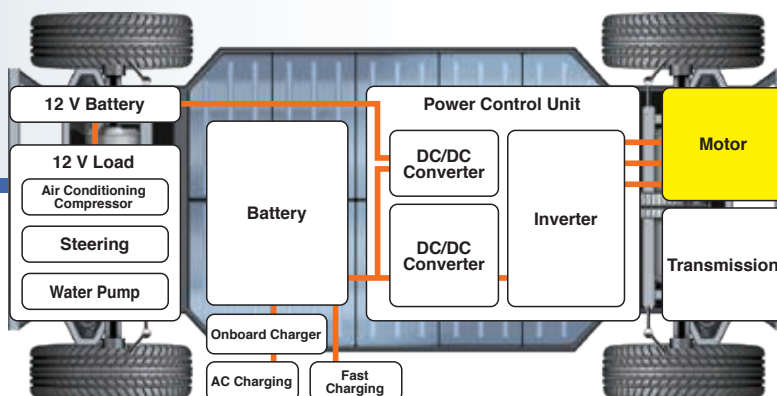 12 V Battery
12 V Load
Air Conditioning
Compressor
Steering
Water Pump
Battery
Onboard Charger
AC Charging
Fast
Charging
Power Control Unit
DC/DC
Converter
DC/DC
Converter
Inverter
Motor
Transmission